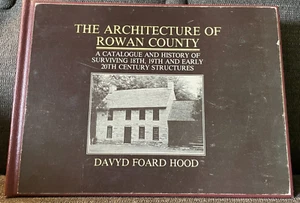 THE ARCHITECTURE OF
ROWAN COUNTY
A CATALOGUE AND HISTORY OF
SURVIVING 18TH, 19TH AND EARLY
20TH CENTURY STRUCTURES
DAVYD FOARD HOOD